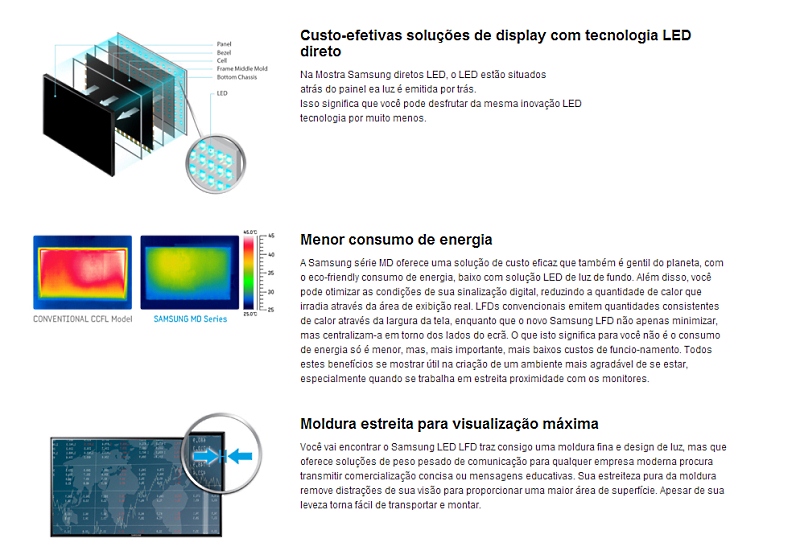 Panel
Bezel
Cell
Frame Middle Mold
Bottom Chassis
LED
Custo-efetivas soluções de display com tecnologia LED
direto
Na Mostra Samsung diretos LED, o LED estão situados
atrás do painel ea luz é emitida por trás.
Isso significa que você pode desfrutar da mesma inovação LED
tecnologia por muito menos.
45.0°C
45
40
35
30
25
25.0°C
CONVENTIONAL CCFL Model
SAMSUNG MD Series
Menor consumo de energia
A Samsung série MD oferece uma solução de custo eficaz que também é gentil do planeta, com
o eco-friendly consumo de energia, baixo com solução LED de luz de fundo. Além disso, você
pode otimizar as condições de sua sinalização digital, reduzindo a quantidade de calor que
irradia através da área de exibição real. LFDs convencionais emitem quantidades consistentes
de calor através da largura da tela, enquanto que o novo Samsung LFD não apenas minimizar,
mas centralizam-a em torno dos lados do ecrã. O que isto significa para você não é o consumo
de energia só é menor, mas, mais importante, mais baixos custos de funcio-namento. Todos
estes benefícios se mostrar útil na criação de um ambiente mais agradável de se estar,
especialmente quando se trabalha em estreita proximidade com os monitores.
Moldura estreita para visualização máxima
Você vai encontrar o Samsung LED LFD traz consigo uma moldura fina e design de luz, mas que
oferece soluções de peso pesado de comunicação para qualquer empresa moderna procura
transmitir comercialização concisa ou mensagens educativas. Sua estreiteza pura da moldura
remove distrações de sua visão para proporcionar uma maior área de superfície. Apesar de sua
leveza torna fácil de transportar e montar.